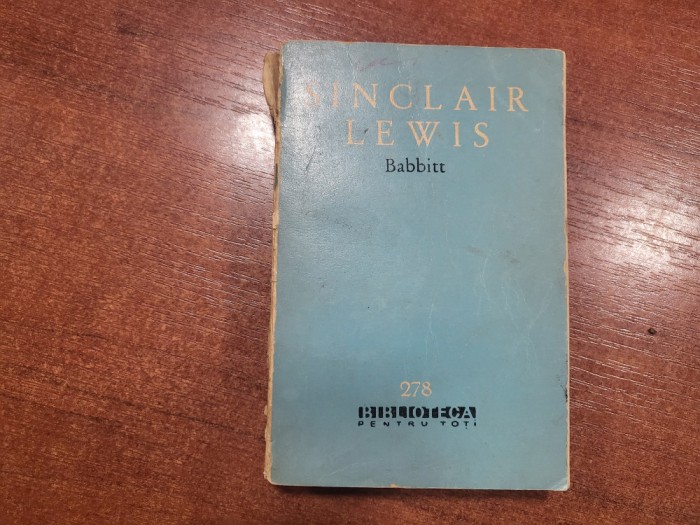 SINCLAIR
LEWIS
Babbitt
278
BIBLIOTECA
PENTRU TOȚI